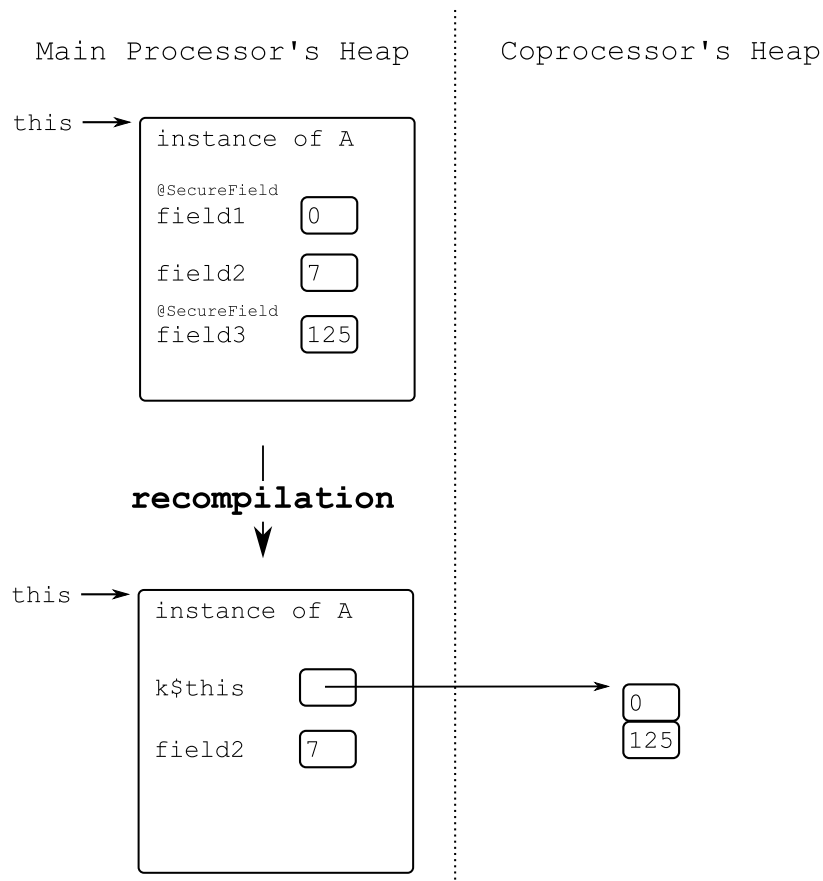 Main Processor's Heap
Coprocessor's Heap
this
instance of A
@SecureField
field1 0
field2 7
@SecureField
field3 125
recompilation
this
instance of A
k$this
0
field2 7
125